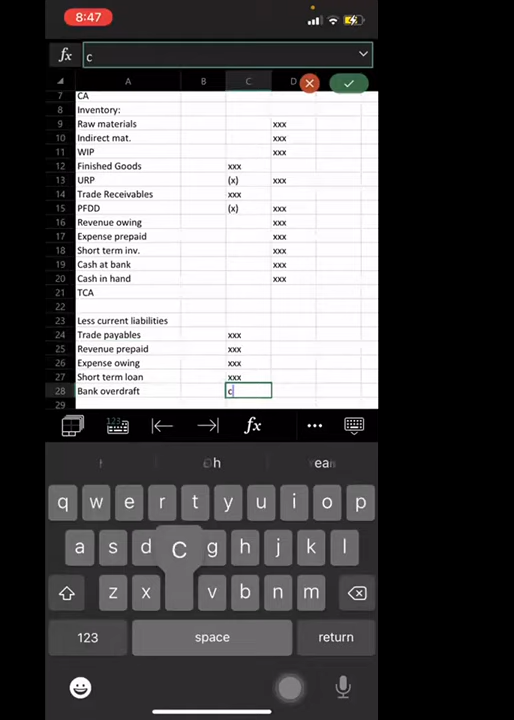 8:47
fx c
A B C D
7 CA
8 Inventory:
9 Raw materials xxx
10 Indirect mat. xxx
11 WIP xxx
12 Finished Goods xxx
13 URP (x) xxx
14 Trade Receivables xxx
15 PFDD (x) xxx
16 Revenue owing xxx
17 Expense prepaid xxx
18 Short term inv. xxx
19 Cash at bank xxx
20 Cash in hand xxx
21 TCA
22
23 Less current liabilities
24 Trade payables xxx
25 Revenue prepaid xxx
26 Expense owing xxx
27 Short term loan xxx
28 Bank overdraft c
29
123 fx
q w e r t y u i o p
a s d C g h j k l
z x v b n m
123 space return